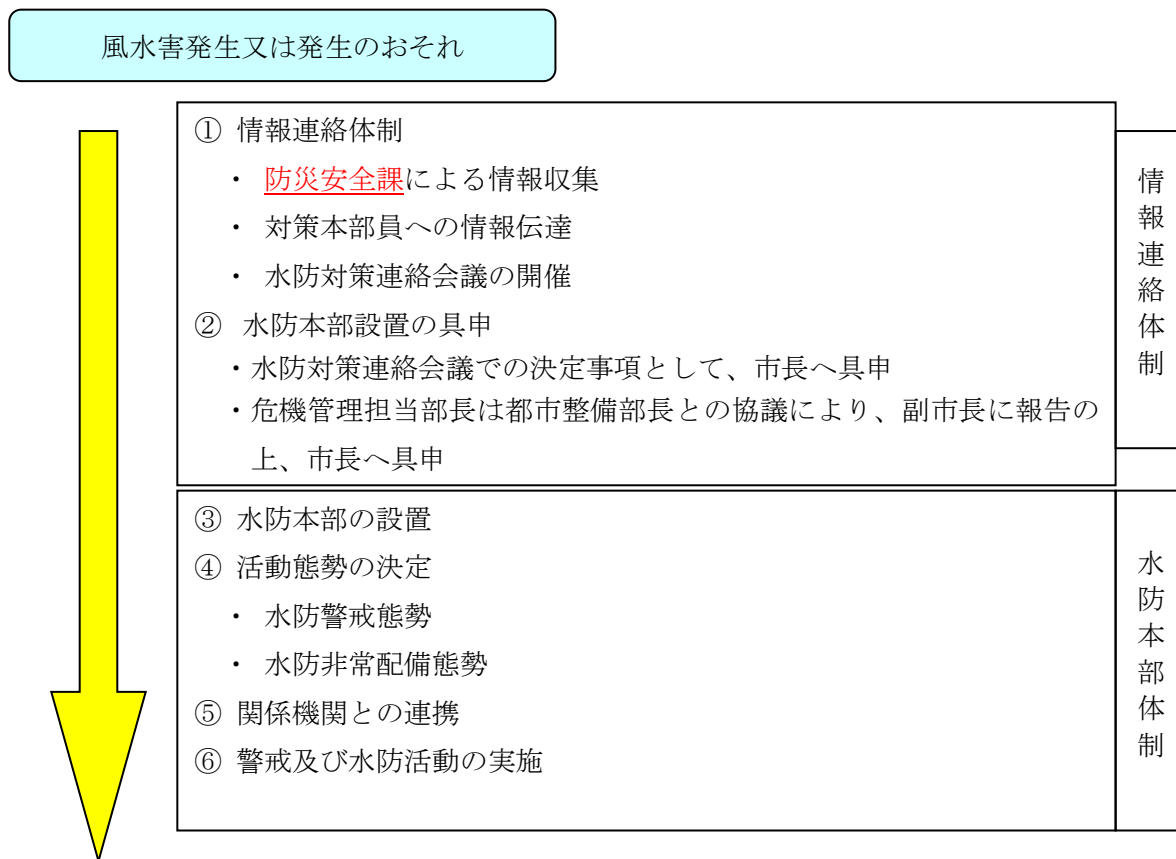 風水害発生又は発生のおそれ
① 情報連絡体制
・ 防災安全課による情報収集
・ 対策本部員への情報伝達
・ 水防対策連絡会議の開催
② 水防本部設置の具申
・水防対策連絡会議での決定事項として、市長へ具申
・危機管理担当部長は都市整備部長との協議により、副市長に報告の
上、市長へ具申
情報連絡体制
③ 水防本部の設置
④ 活動態勢の決定
・ 水防警戒態勢
・ 水防非常配備態勢
⑤ 関係機関との連携
⑥ 警戒及び水防活動の実施
水防本部体制